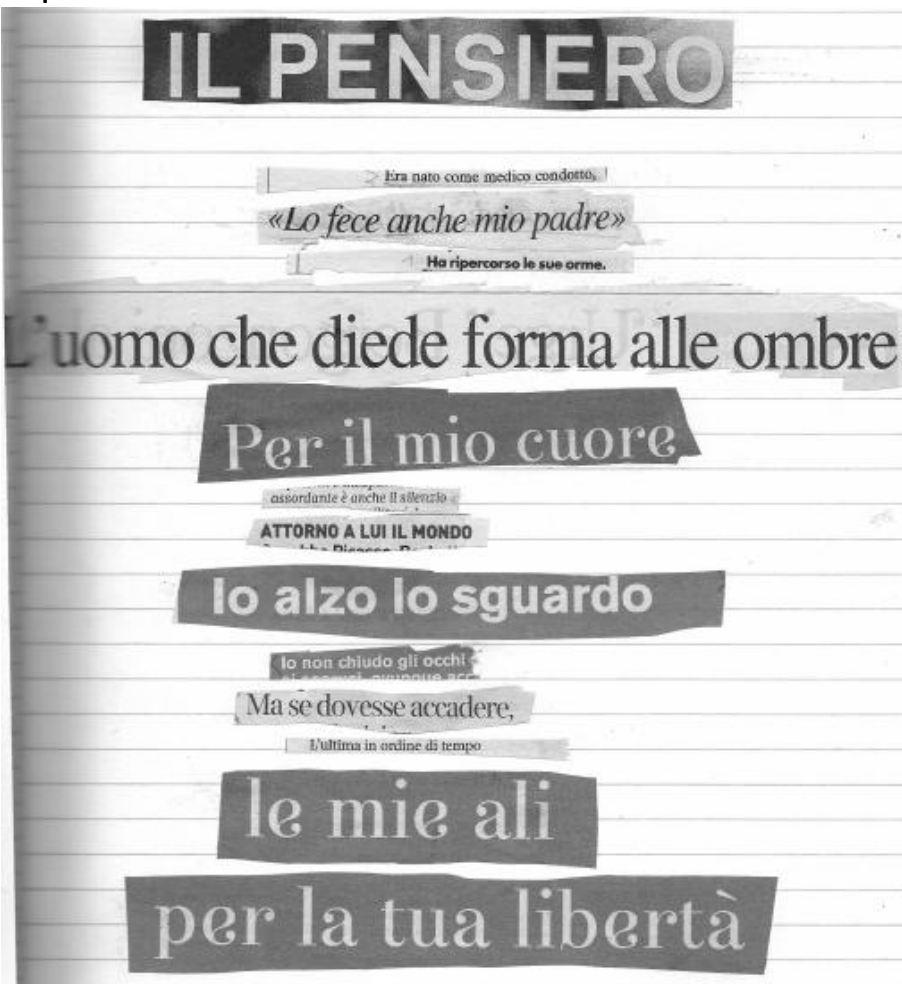 IL PENSIERO
Era nato come medico condotto,
«Lo fece anche mio padre»
Ha ripercorso le sue orme.
L'uomo che diede forma alle ombre
Per il mio cuore
assordante è anche il silenzio
ATTORNO A LUI IL MONDO
Io alzo lo sguardo
Io non chiudo gli occhi
Ma se dovesse accadere,
L'ultima in ordine di tempo
le mie ali
per la tua libertà